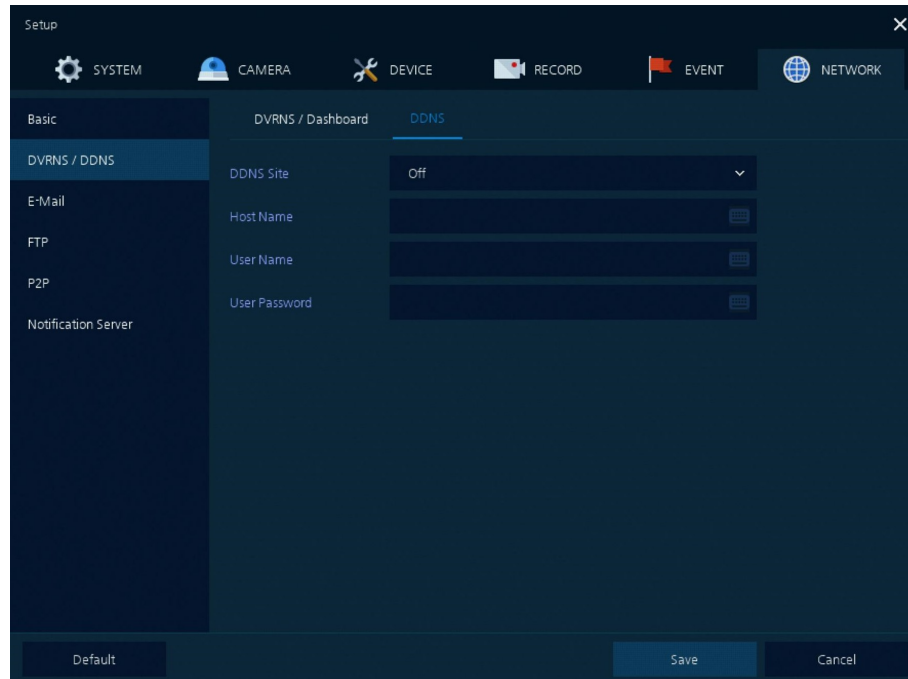 Setup
SYSTEM CAMERA DEVICE RECORD EVENT NETWORK
Basic
DVRNS / DDNS
E-Mail
FTP
P2P
Notification Server
DVRNS / Dashboard DDNS
DDNS Site Off
Host Name
User Name
User Password
Default Save Cancel